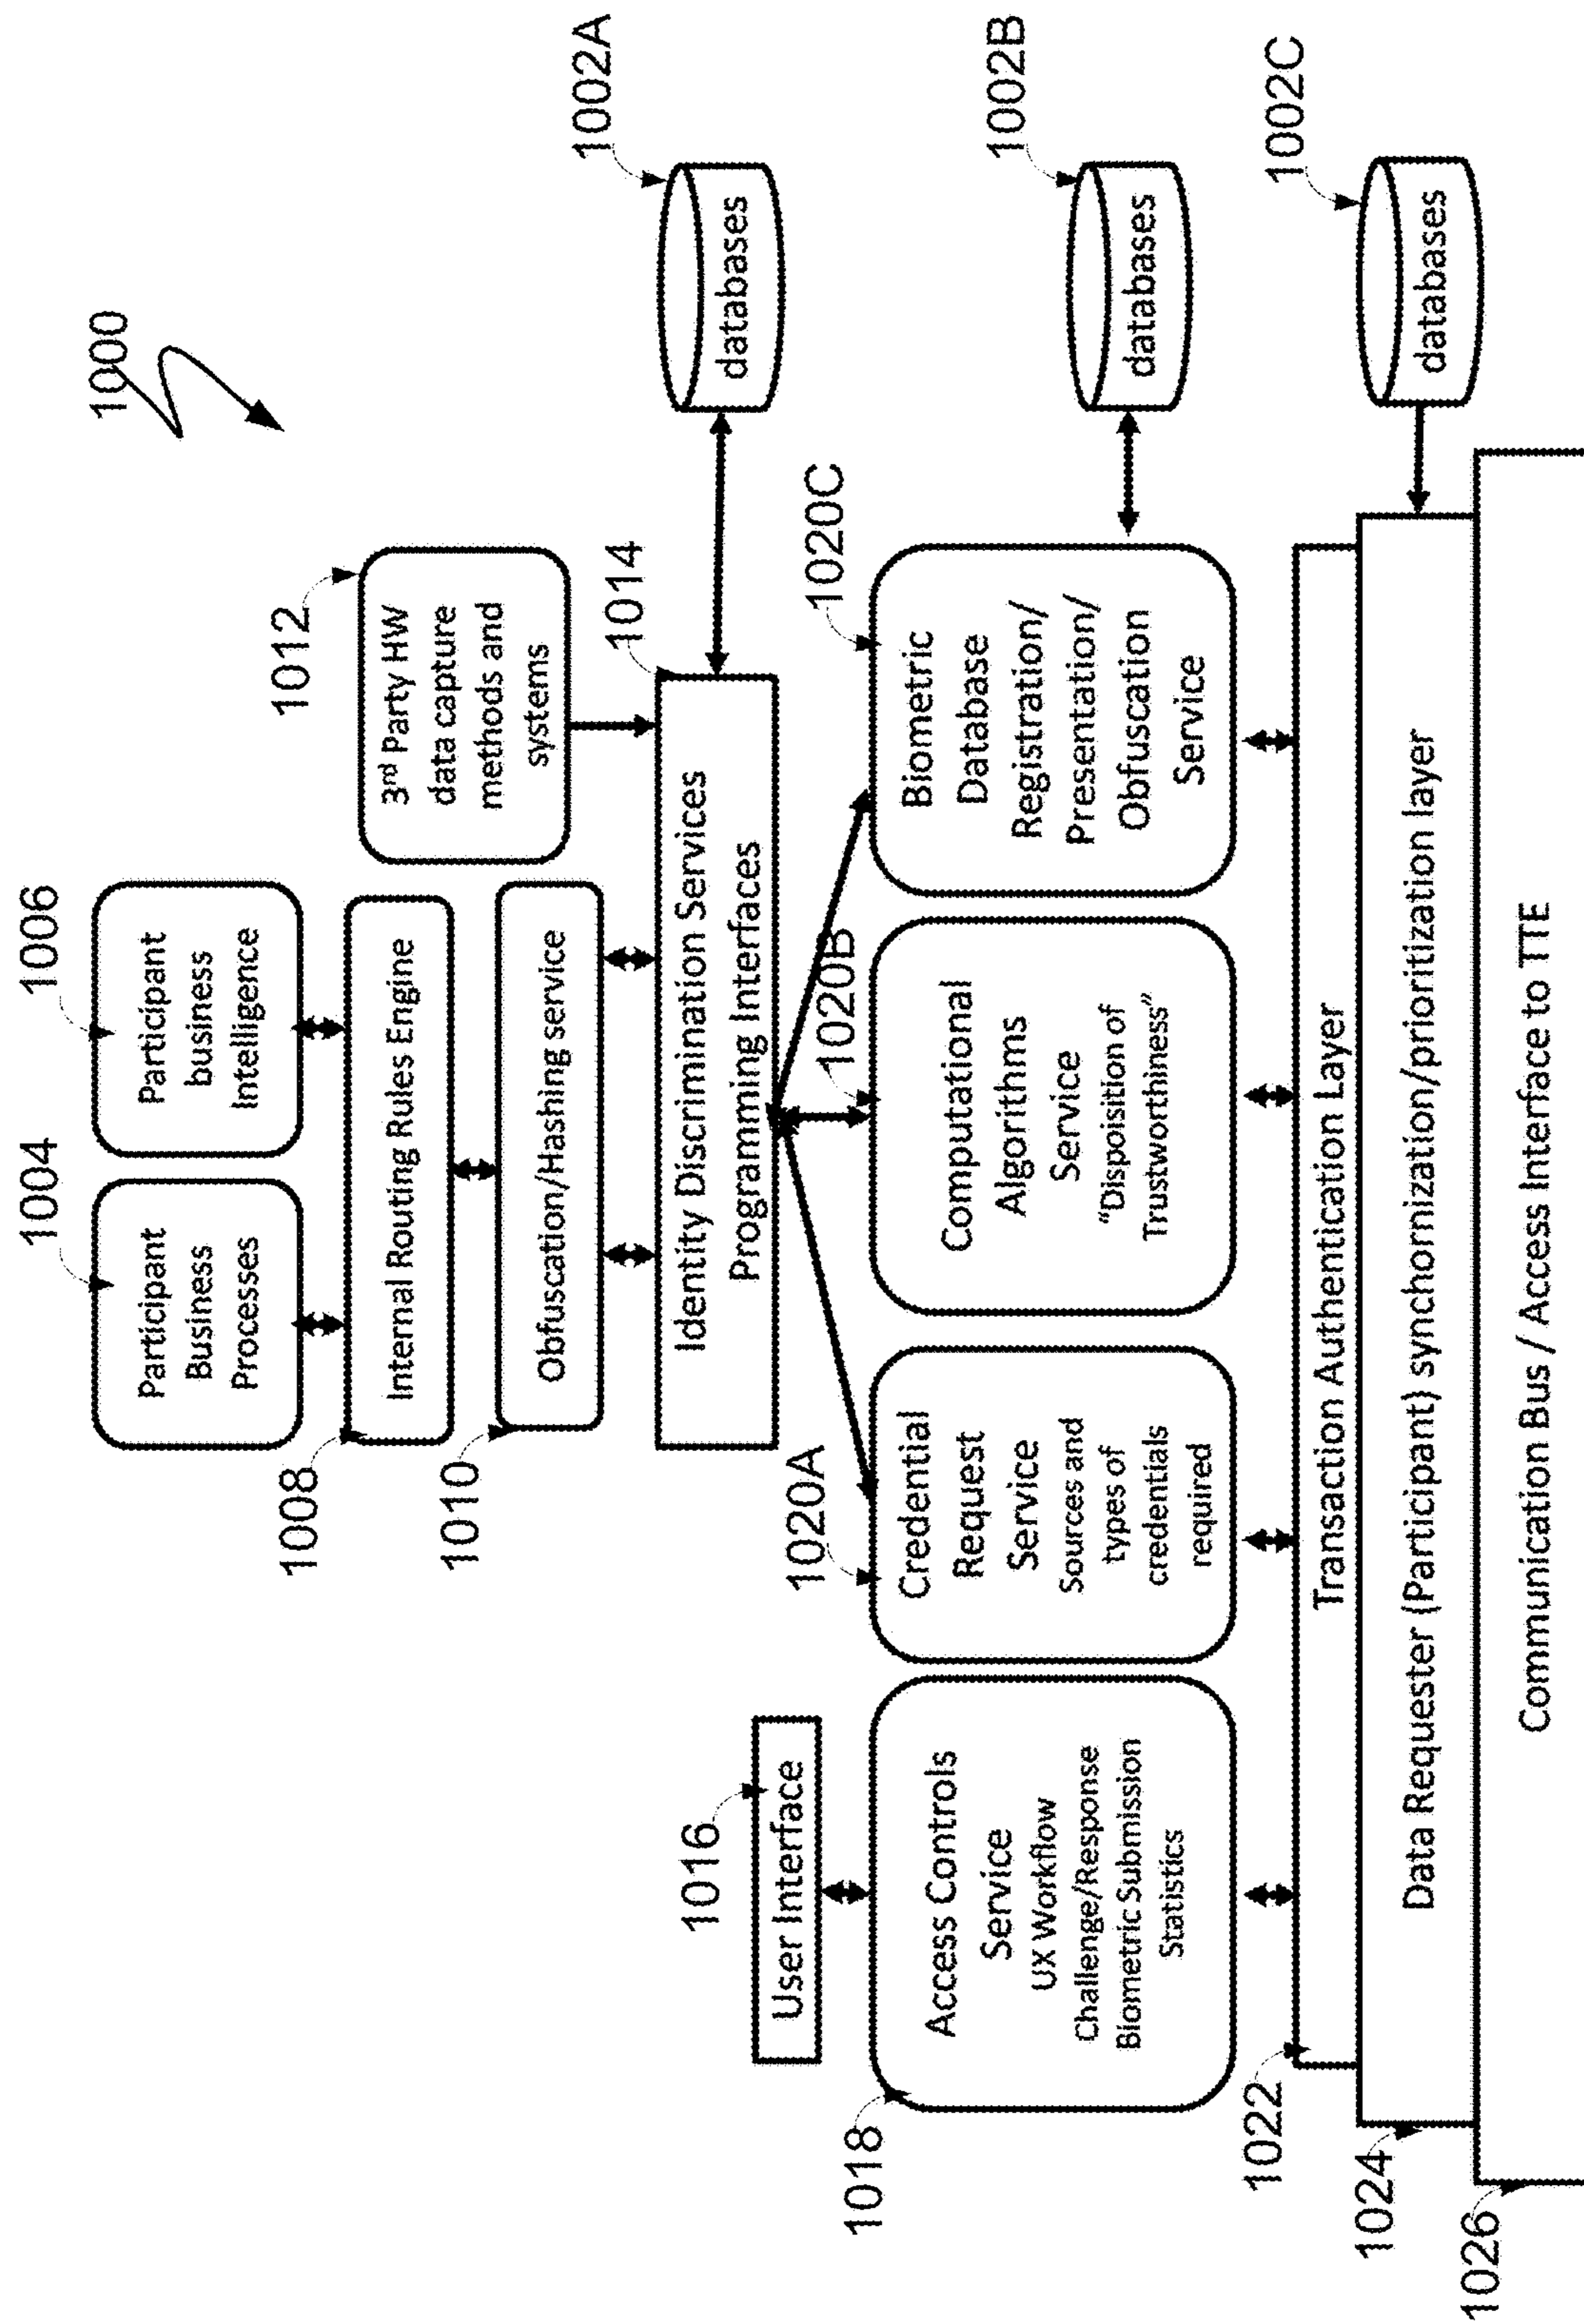 1000
1004
1006
Participant
Business
Processes
Participant
business
Intelligence
1008
Internal Routing Rules Engine
1012
3rd Party HW
data capture
methods and
systems
1010
Obfuscation/Hashing service
1014
Identity Discrimination Services
Programming Interfaces
1002A
databases
1016
User Interface
1018
Access Controls
Service
UX Workflow
Challenge/Response
Biometric Submission
Statistics
1020A
Credential
Request
Service
Sources and
types of
credentials
required
1020B
Computational
Algorithms
Service
“Dispoisition of
Trustworthiness”
1020C
Biometric
Database
Registration/
Presentation/
Obfuscation
Service
1002B
databases
1022
Transaction Authentication Layer
1024
Data Requester (Participant) synchornization/prioritization layer
1002C
databases
1026
Communication Bus / Access Interface to TTE